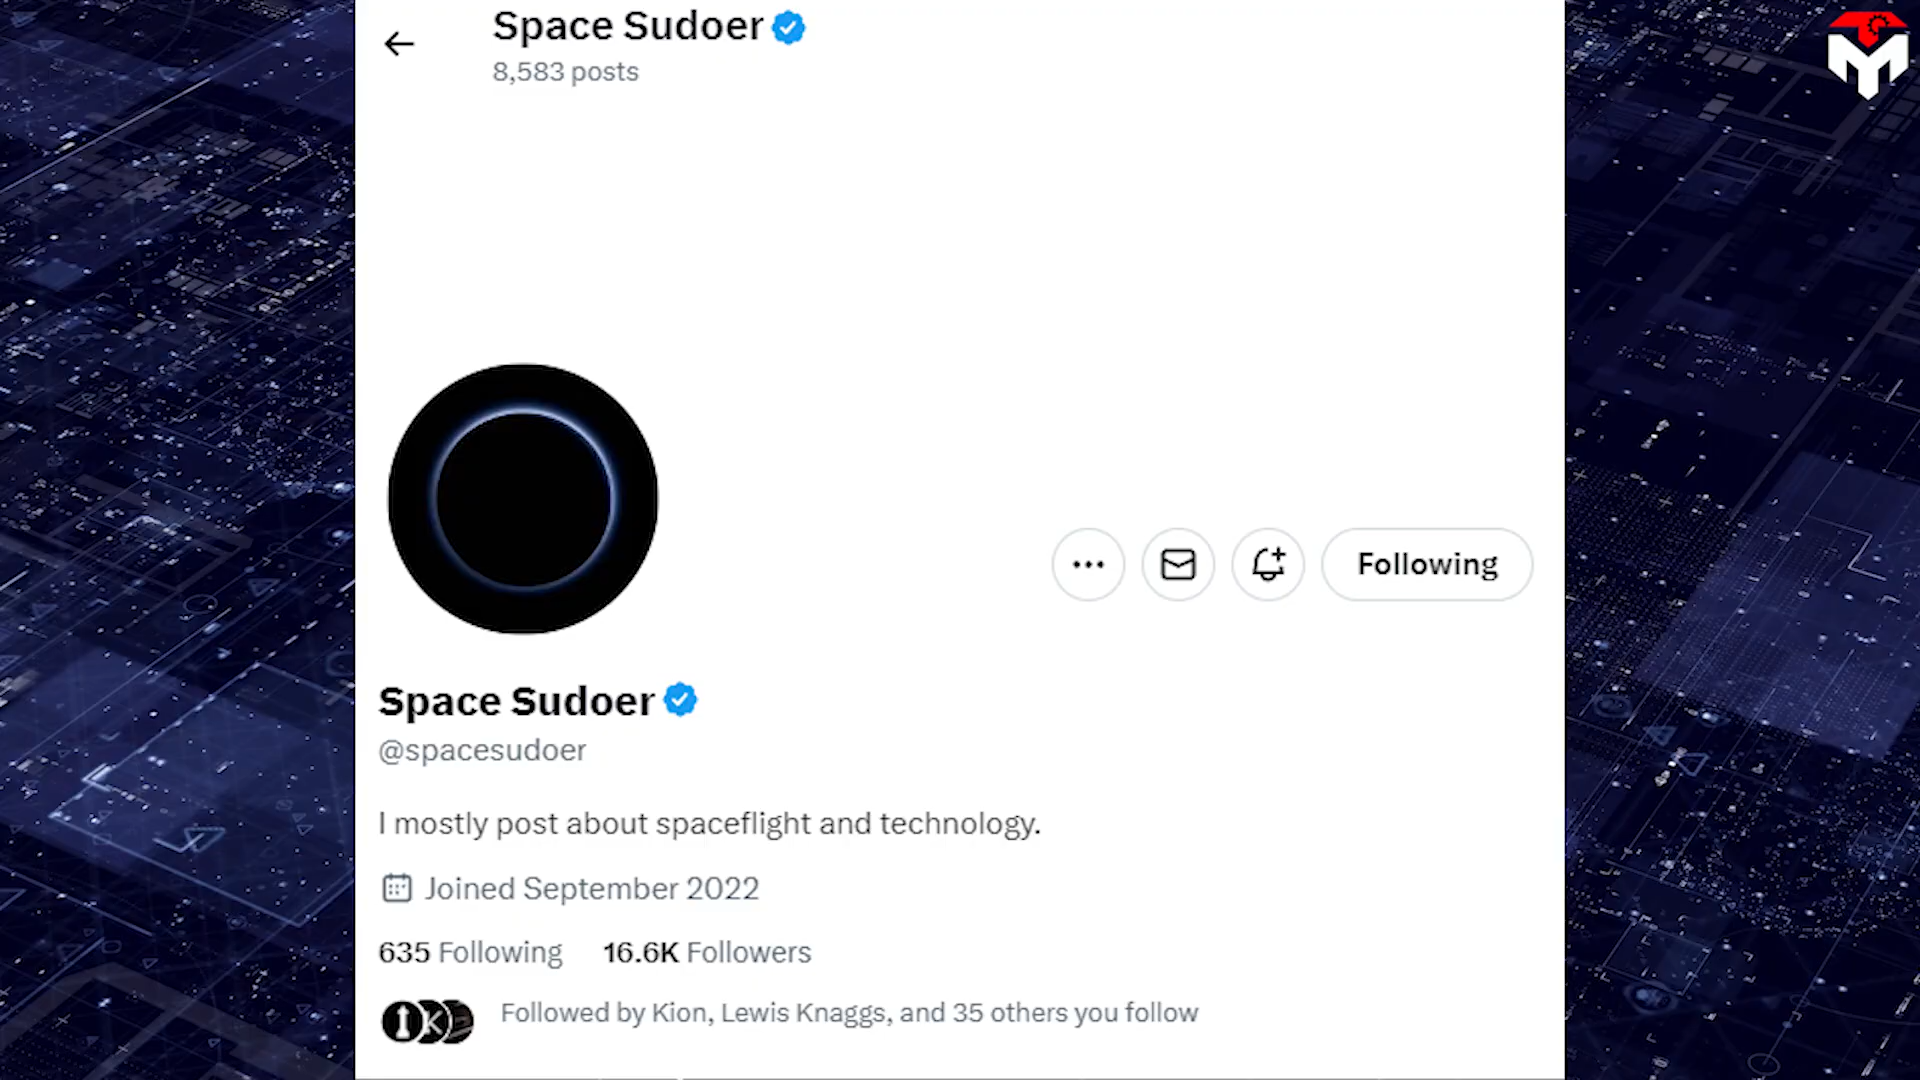 Space Sudoer
8,583 posts
Following
Space Sudoer
@spacesudoer
I mostly post about spaceflight and technology.
Joined September 2022
635 Following 16.6K Followers
Followed by Kion, Lewis Knaggs, and 35 others you follow